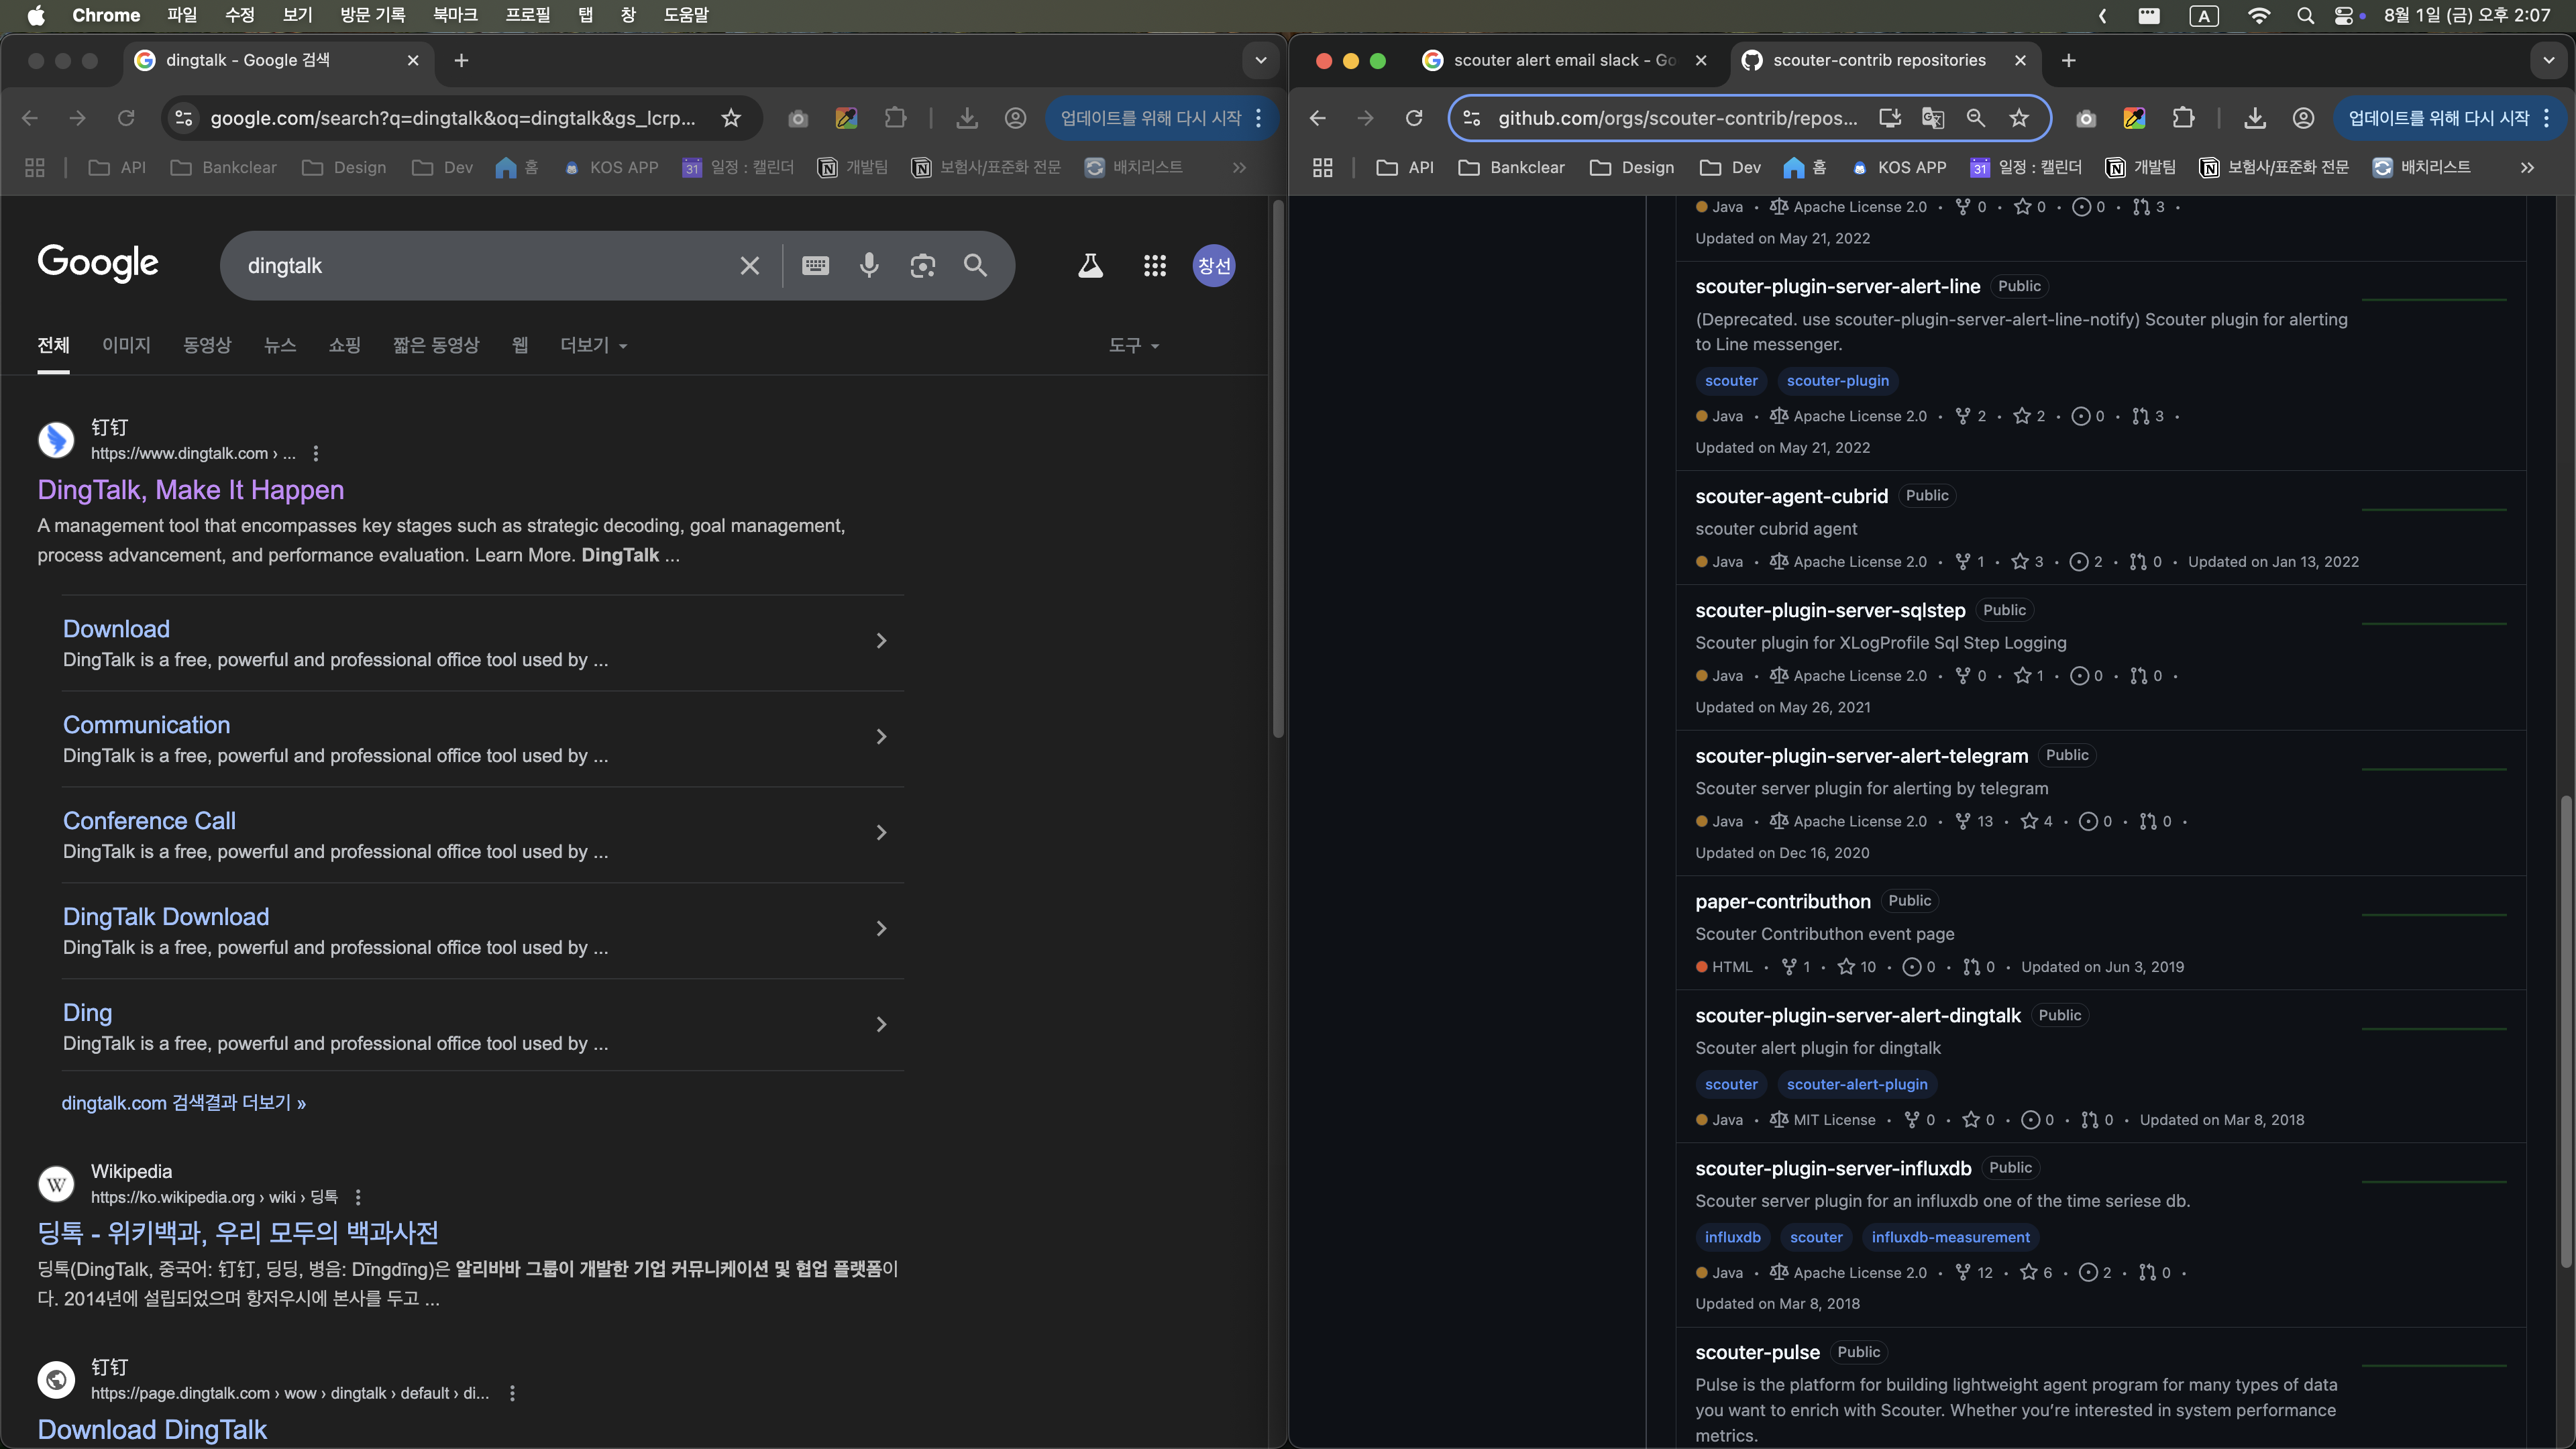 Chrome 파일 수정 보기 방문 기록 북마크 프로필 탭 창 도움말
A 8월 1일 (금) 오후 2:07
dingtalk - Google 검색
google.com/search?q=dingtalk&oq=dingtalk&gs_lcrp...
업데이트를 위해 다시 시작
API Bankclear Design Dev 홈 KOS APP 31 일정 : 캘린더 개발팀 보험사/표준화 전문 배치리스트
Google
dingtalk
창선
전체 이미지 동영상 뉴스 쇼핑 짧은 동영상 웹 더보기 도구
钉钉
https://www.dingtalk.com › ...
DingTalk, Make It Happen
A management tool that encompasses key stages such as strategic decoding, goal management,
process advancement, and performance evaluation. Learn More. DingTalk ...
Download
DingTalk is a free, powerful and professional office tool used by ...
Communication
DingTalk is a free, powerful and professional office tool used by ...
Conference Call
DingTalk is a free, powerful and professional office tool used by ...
DingTalk Download
DingTalk is a free, powerful and professional office tool used by ...
Ding
DingTalk is a free, powerful and professional office tool used by ...
dingtalk.com 검색결과 더보기 »
W
Wikipedia
https://ko.wikipedia.org › wiki › 딩톡
딩톡 - 위키백과, 우리 모두의 백과사전
딩톡(DingTalk, 중국어: 钉钉, 딩딩, 병음: Dīngdīng)은 알리바바 그룹이 개발한 기업 커뮤니케이션 및 협업 플랫폼이
다. 2014년에 설립되었으며 항저우시에 본사를 두고 ...
钉钉
https://page.dingtalk.com › wow › dingtalk › default › di...
Download DingTalk
scouter alert email slack - Go
scouter-contrib repositories
github.com/orgs/scouter-contrib/repos...
업데이트를 위해 다시 시작
API Bankclear Design Dev 홈 KOS APP 31 일정 : 캘린더 개발팀 보험사/표준화 전문 배치리스트
Java • Apache License 2.0 • 0 • 0 • 0 • 3 •
Updated on May 21, 2022
scouter-plugin-server-alert-line Public
(Deprecated. use scouter-plugin-server-alert-line-notify) Scouter plugin for alerting
to Line messenger.
scouter scouter-plugin
Java • Apache License 2.0 • 2 • 2 • 0 • 3 •
Updated on May 21, 2022
scouter-agent-cubrid Public
scouter cubrid agent
Java • Apache License 2.0 • 1 • 3 • 2 • 0 • Updated on Jan 13, 2022
scouter-plugin-server-sqlstep Public
Scouter plugin for XLogProfile Sql Step Logging
Java • Apache License 2.0 • 0 • 1 • 0 • 0 •
Updated on May 26, 2021
scouter-plugin-server-alert-telegram Public
Scouter server plugin for alerting by telegram
Java • Apache License 2.0 • 13 • 4 • 0 • 0 •
Updated on Dec 16, 2020
paper-contributhon Public
Scouter Contributhon event page
HTML • 1 • 10 • 0 • 0 • Updated on Jun 3, 2019
scouter-plugin-server-alert-dingtalk Public
Scouter alert plugin for dingtalk
scouter scouter-alert-plugin
Java • MIT License • 0 • 0 • 0 • 0 • Updated on Mar 8, 2018
scouter-plugin-server-influxdb Public
Scouter server plugin for an influxdb one of the time seriese db.
influxdb scouter influxdb-measurement
Java • Apache License 2.0 • 12 • 6 • 2 • 0 •
Updated on Mar 8, 2018
scouter-pulse Public
Pulse is the platform for building lightweight agent program for many types of data
you want to enrich with Scouter. Whether you're interested in system performance
metrics.